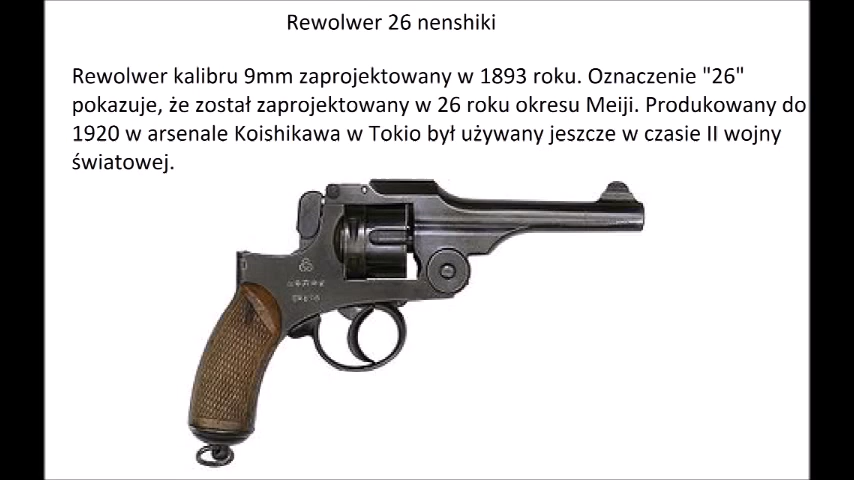 Rewolwer 26 nenshiki
Rewolwer kalibru 9mm zaprojektowany w 1893 roku. Oznaczenie "26"
pokazuje, że został zaprojektowany w 26 roku okresu Meiji. Produkowany do
1920 w arsenale Koishikawa w Tokio był używany jeszcze w czasie II wojny
światowej.